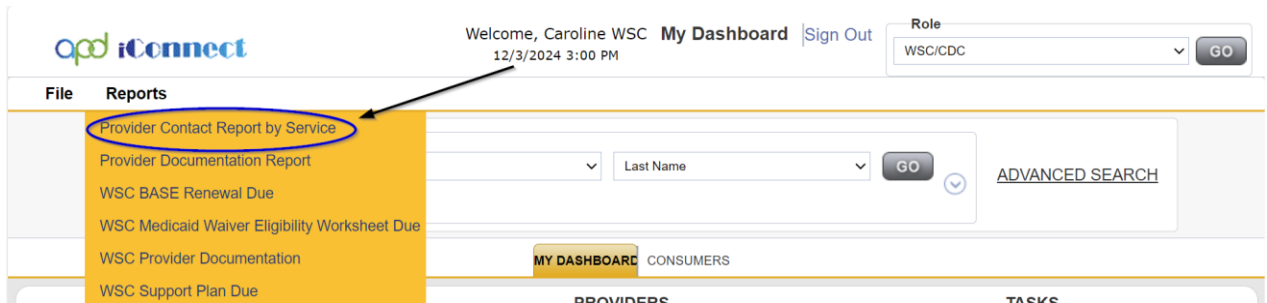 apd iConnect
Welcome, Caroline WSC My Dashboard Sign Out
12/3/2024 3:00 PM
Role
WSC/CDC
GO
File Reports
Provider Contact Report by Service
Provider Documentation Report
WSC BASE Renewal Due
WSC Medicaid Waiver Eligibility Worksheet Due
WSC Provider Documentation
WSC Support Plan Due
Last Name
GO
ADVANCED SEARCH
MY DASHBOARD CONSUMERS
PROVIDERS
TASKS